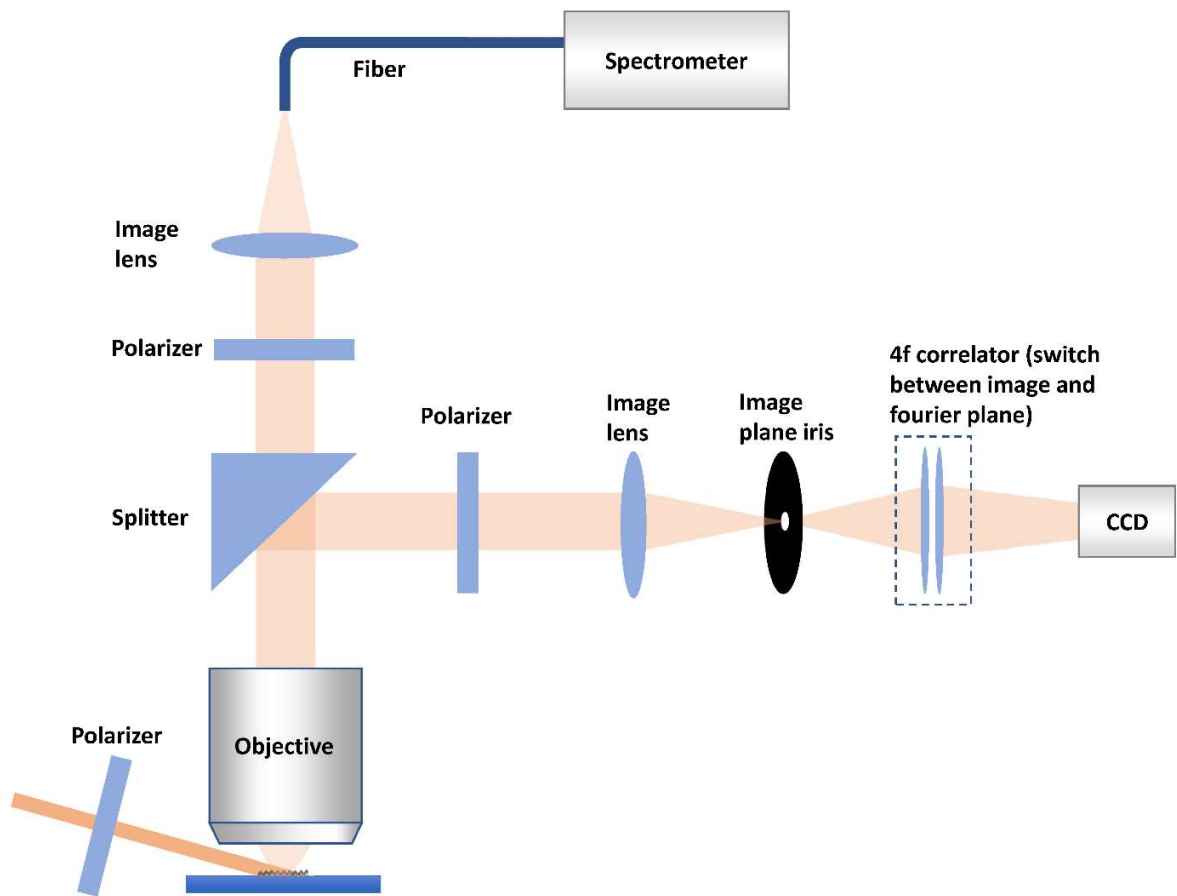 Spectrometer
Fiber
Image
lens
Polarizer
4f correlator (switch
between image and
fourier plane)
Polarizer
Image
lens
Image
plane iris
Splitter
CCD
Polarizer
Objective